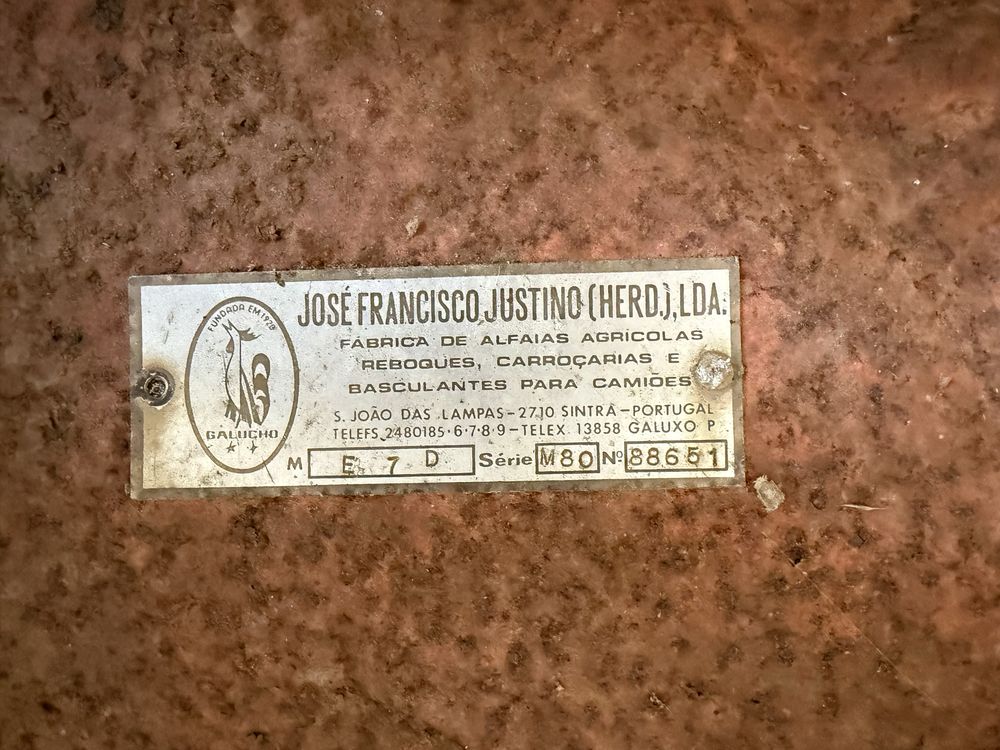 FUNDADA EM 1920
GALUCHO
JOSÉ FRANCISCO JUSTINO (HERD.), LDA.
FÁBRICA DE ALFAIAS AGRÍCOLAS
REBOQUES, CARROÇARIAS E
BASCULANTES PARA CAMIÕES
S. JOÃO DAS LAMPAS - 2710 SINTRA - PORTUGAL
TELEFS. 2480185·6·7·8·9 - TELEX 13858 GALUXO P
M E 7 D Série M80 Nº 88651